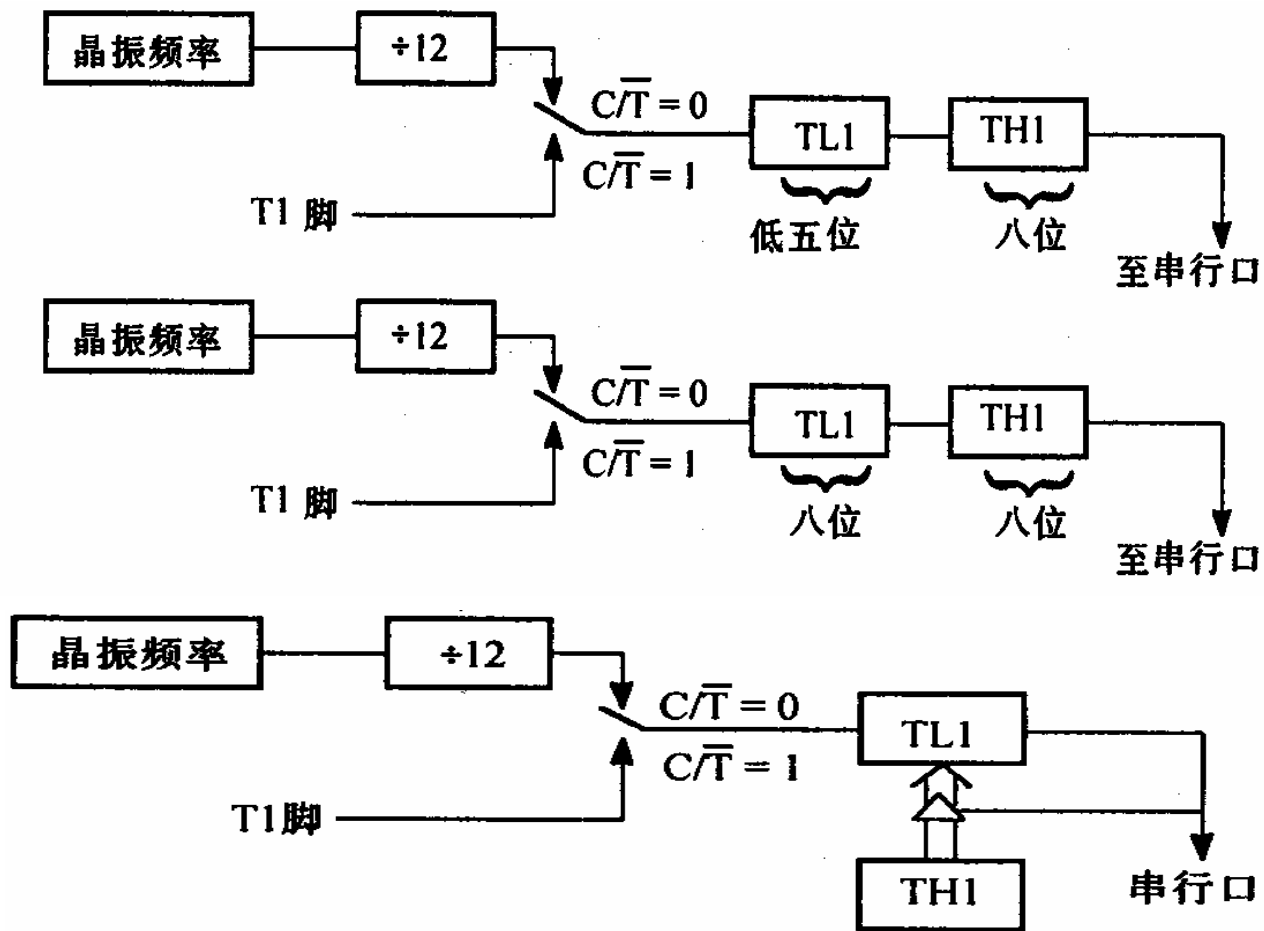 晶振频率
÷12
C/T̅ = 0
TL1
TH1
C/T̅ = 1
T1 脚
低五位
八位
至串行口
晶振频率
÷12
C/T̅ = 0
TL1
TH1
C/T̅ = 1
T1 脚
八位
八位
至串行口
晶振频率
÷12
C/T̅ = 0
TL1
C/T̅ = 1
T1脚
TH1
串行口